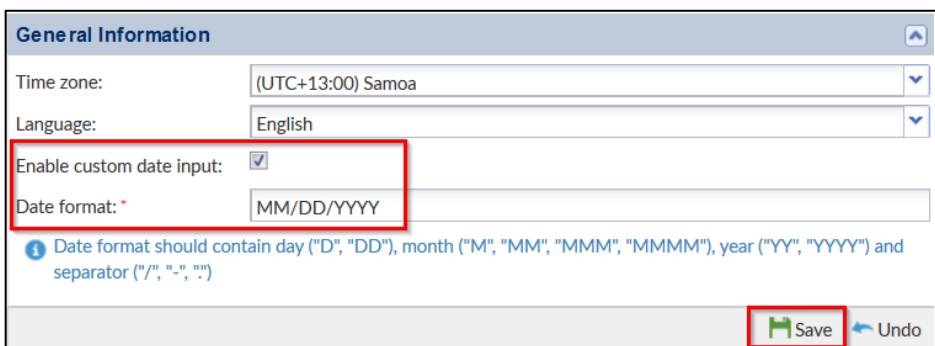 General Information
Time zone: (UTC+13:00) Samoa
Language: English
Enable custom date input:
Date format: * MM/DD/YYYY
Date format should contain day ("D", "DD"), month ("M", "MM", "MMM", "MMMM"), year ("YY", "YYYY") and
separator ("/", "-", ".")
Save Undo